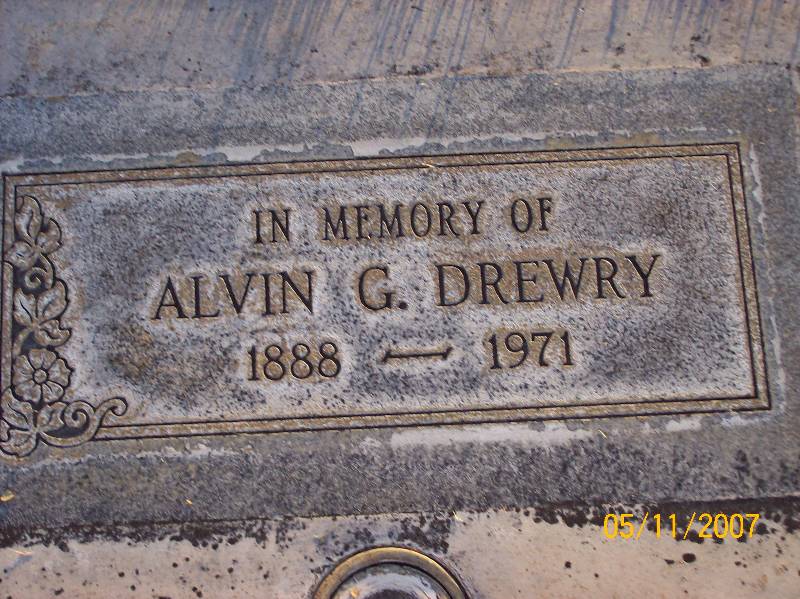 IN MEMORY OF
ALVIN G. DREWRY
1888 — 1971
05/11/2007